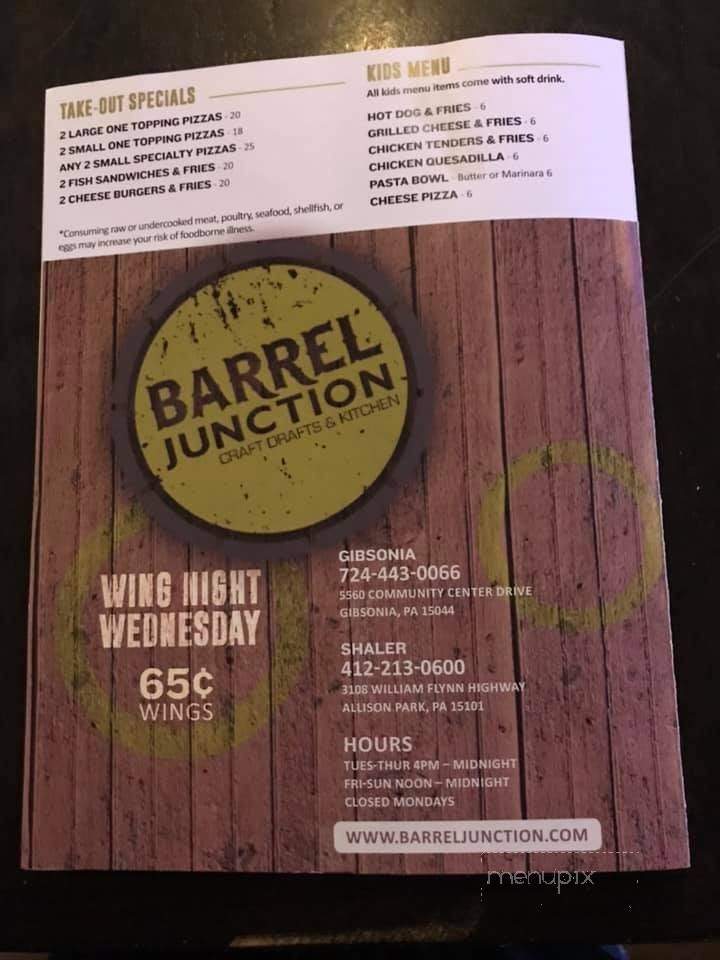 TAKE-OUT SPECIALS
2 LARGE ONE TOPPING PIZZAS - 20
2 SMALL ONE TOPPING PIZZAS - 18
ANY 2 SMALL SPECIALTY PIZZAS - 25
2 FISH SANDWICHES & FRIES - 20
2 CHEESE BURGERS & FRIES - 20
*Consuming raw or undercooked meat, poultry, seafood, shellfish, or
eggs may increase your risk of foodborne illness.
KIDS MENU
All kids menu items come with soft drink.
HOT DOG & FRIES - 6
GRILLED CHEESE & FRIES - 6
CHICKEN TENDERS & FRIES - 6
CHICKEN QUESADILLA - 6
PASTA BOWL - Butter or Marinara 6
CHEESE PIZZA - 6
BARREL
JUNCTION
CRAFT DRAFTS & KITCHEN
WING NIGHT
WEDNESDAY
65¢
WINGS
GIBSONIA
724-443-0066
5560 COMMUNITY CENTER DRIVE
GIBSONIA, PA 15044
SHALER
412-213-0600
3108 WILLIAM FLYNN HIGHWAY
ALLISON PARK, PA 15101
HOURS
TUES-THUR 4PM – MIDNIGHT
FRI-SUN NOON – MIDNIGHT
CLOSED MONDAYS
WWW.BARRELJUNCTION.COM
menupix